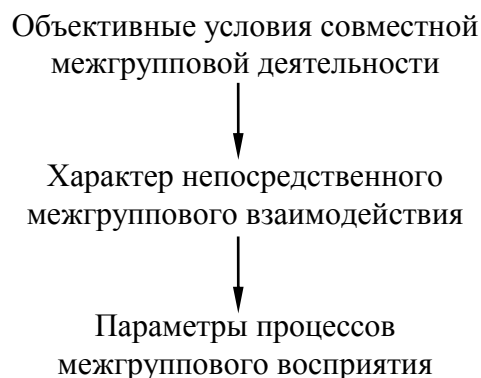 Объективные условия совместной
межгрупповой деятельности
Характер непосредственного
межгруппового взаимодействия
Параметры процессов
межгруппового восприятия